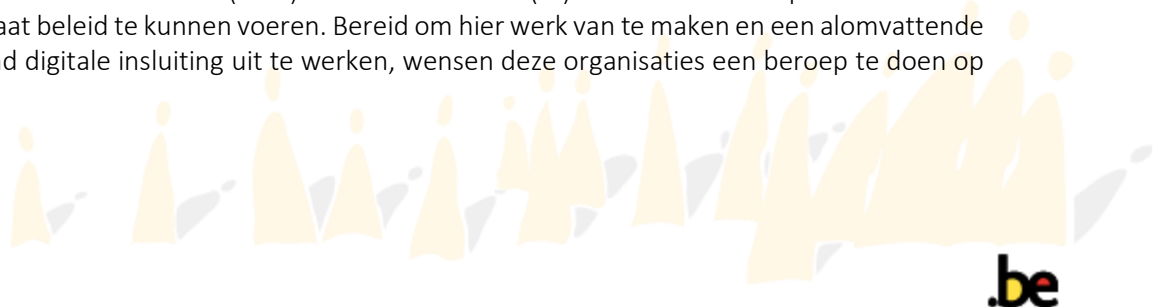 aat beleid te kunnen voeren. Bereid om hier werk van te maken en een alomvattende
d digitale insluiting uit te werken, wensen deze organisaties een beroep te doen op
.be